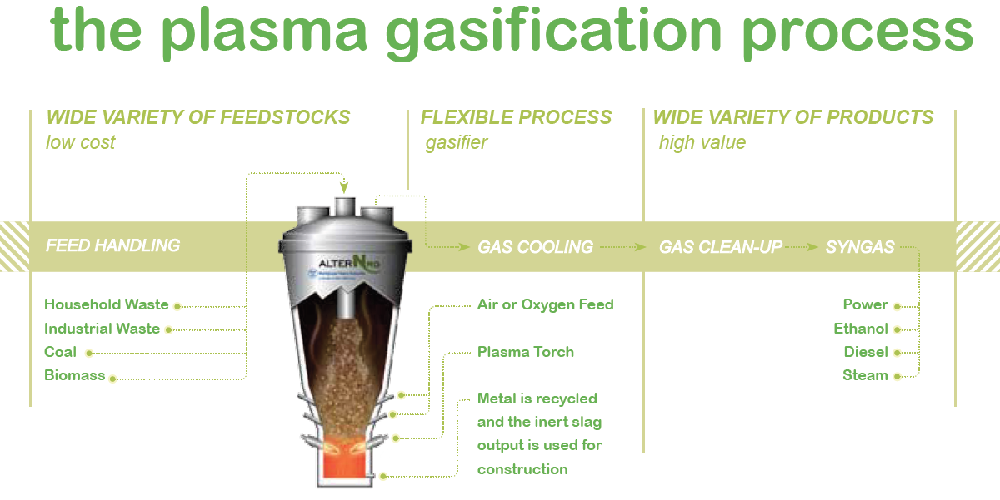 the plasma gasification process
WIDE VARIETY OF FEEDSTOCKS
low cost
FLEXIBLE PROCESS
gasifier
WIDE VARIETY OF PRODUCTS
high value
FEED HANDLING
GAS COOLING
GAS CLEAN-UP
SYNGAS
ALTERNRG
Household Waste
Industrial Waste
Coal
Biomass
Air or Oxygen Feed
Plasma Torch
Metal is recycled
and the inert slag
output is used for
construction
Power
Ethanol
Diesel
Steam